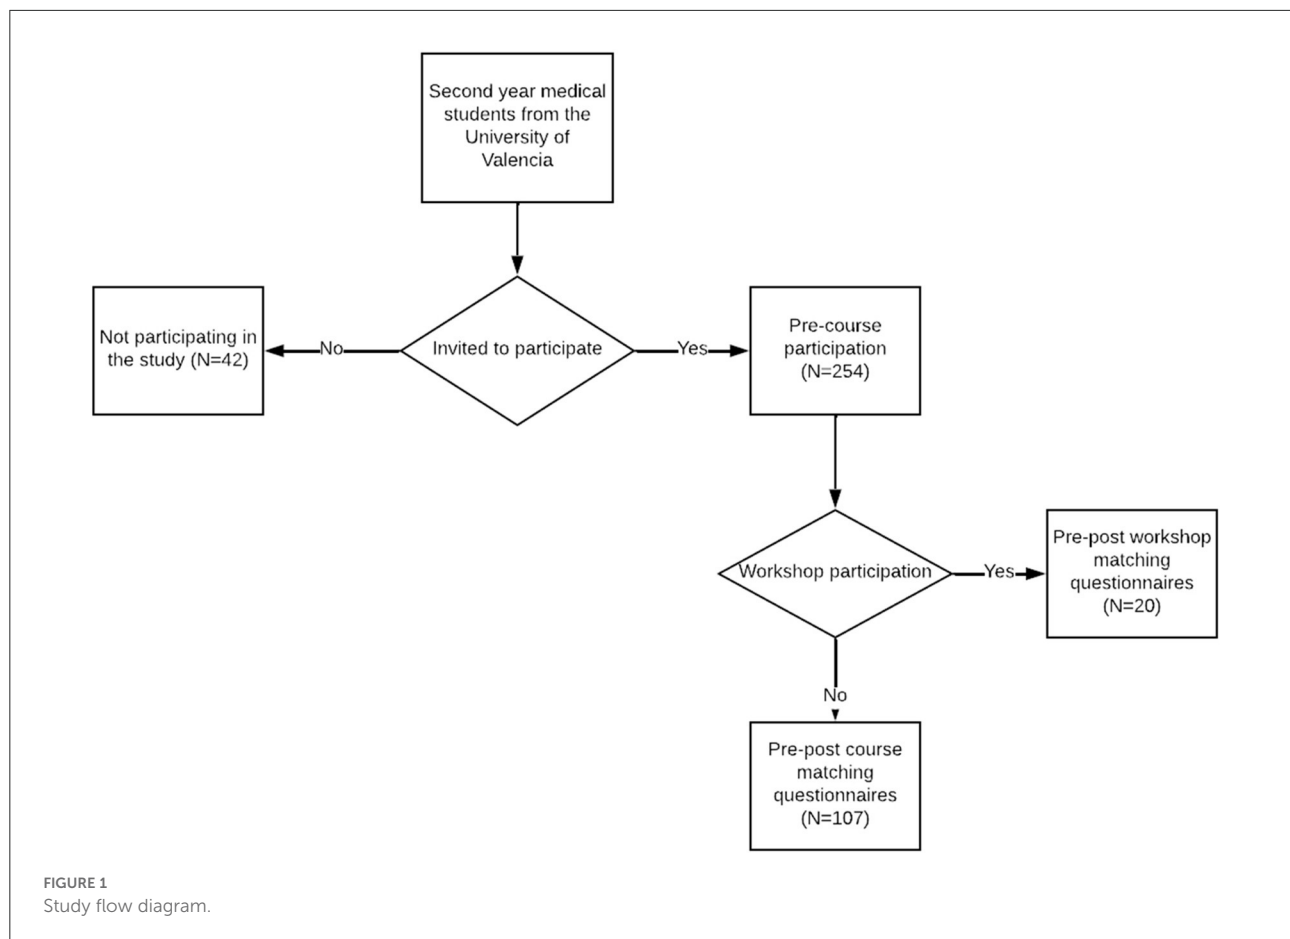 Second year medical
students from the
University of
Valencia
Not participating in
the study (N=42)
No
Invited to participate
Yes
Pre-course
participation
(N=254)
Workshop participation
Yes
Pre-post workshop
matching
questionnaires
(N=20)
No
Pre-post course
matching
questionnaires
(N=107)
FIGURE 1
Study flow diagram.